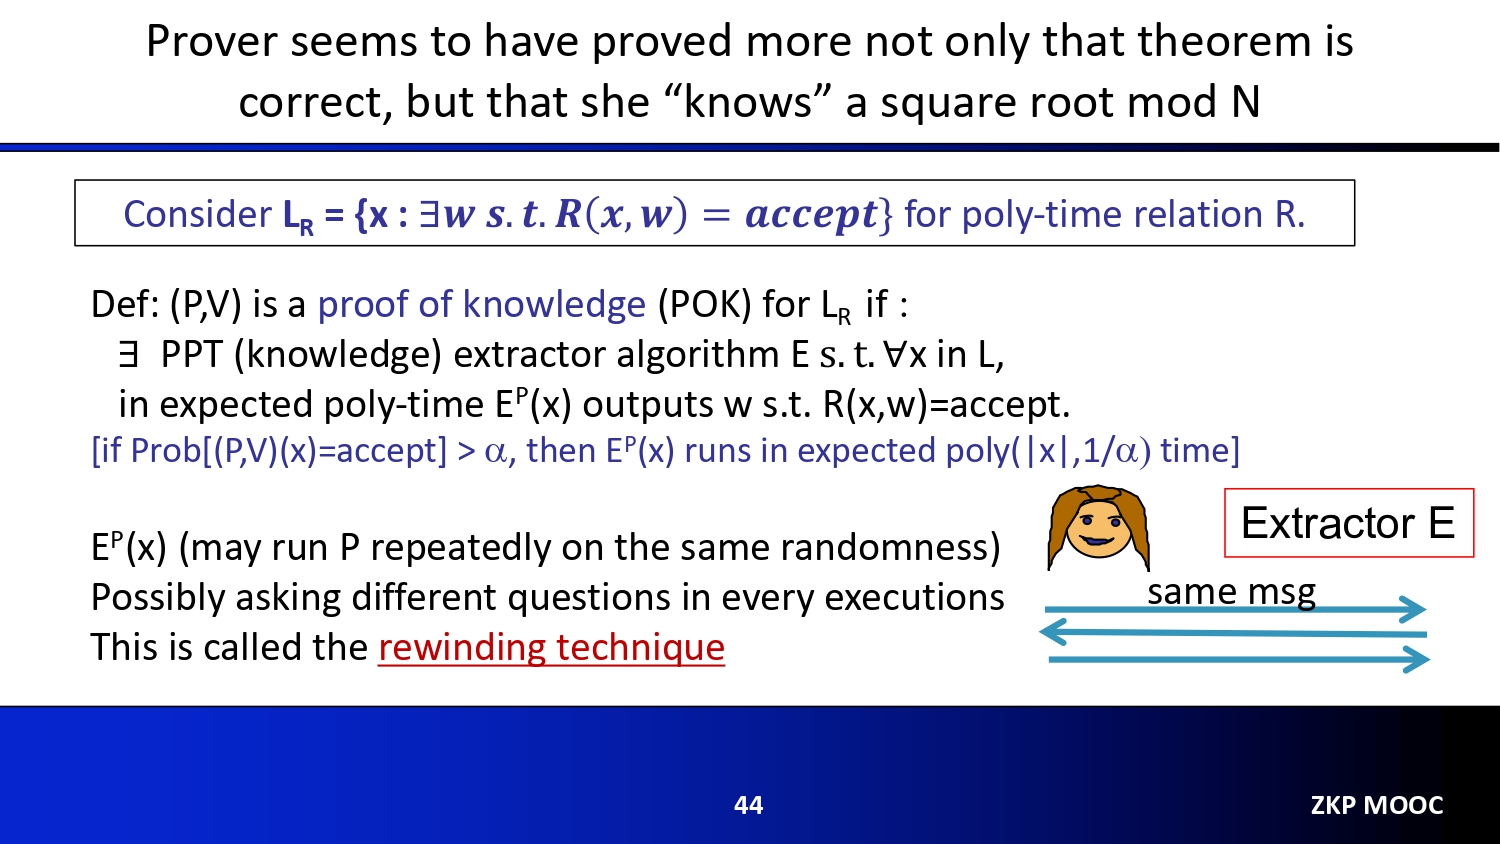 Prover seems to have proved more not only that theorem is
correct, but that she “knows” a square root mod N
Consider L_R = {x : ∃w s.t. R(x, w) = accept} for poly-time relation R.
Def: (P,V) is a proof of knowledge (POK) for L_R if :
∃ PPT (knowledge) extractor algorithm E s. t. ∀x in L,
in expected poly-time E^P(x) outputs w s.t. R(x,w)=accept.
[if Prob[(P,V)(x)=accept] > α, then E^P(x) runs in expected poly(|x|,1/α) time]
E^P(x) (may run P repeatedly on the same randomness)
Possibly asking different questions in every executions
This is called the rewinding technique
Extractor E
same msg
44
ZKP MOOC